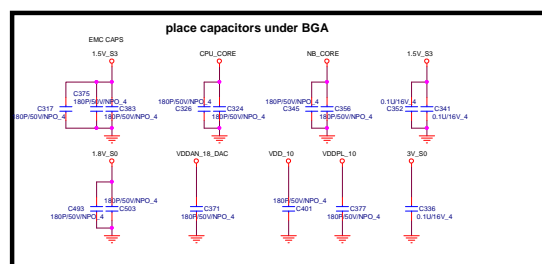 place capacitors under BGA
EMC CAPS
1.5V_S3
CPU_CORE
NB_CORE
1.5V_S3
C375
180P/50V/NPO_4
C317
C383
180P/50V/NPO_4
180P/50V/NPO_4
180P/50V/NPO_4
C326
C324
180P/50V/NPO_4
180P/50V/NPO_4
C345
C356
180P/50V/NPO_4
0.1U/16V_4
C352
C341
0.1U/16V_4
1.8V_S0
VDDAN_18_DAC
VDD_10
VDDPL_10
3V_S0
C493
180P/50V/NPO_4
C503
180P/50V/NPO_4
C371
180P/50V/NPO_4
180P/50V/NPO_4
C401
C377
180P/50V/NPO_4
C336
0.1U/16V_4